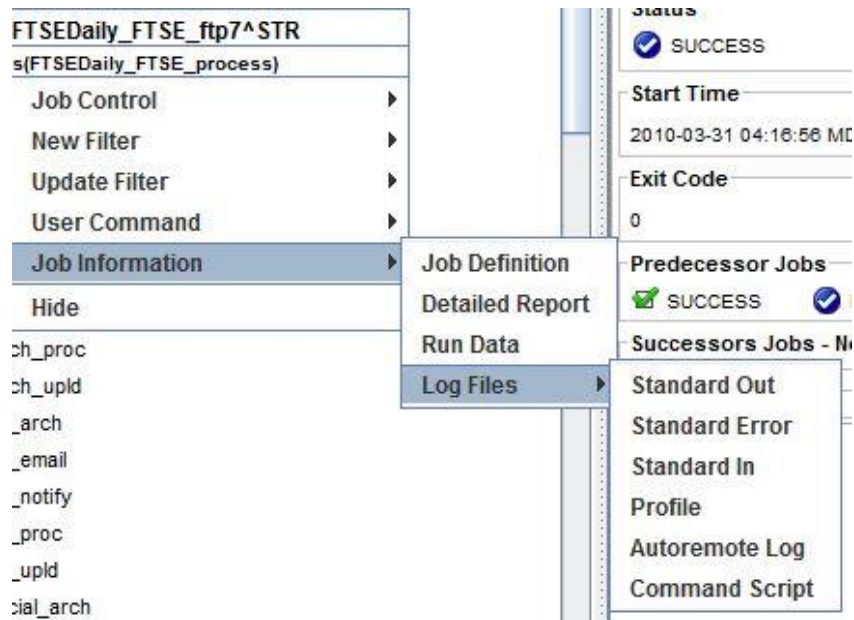 FTSEDaily_FTSE_ftp7^STR
s(FTSEDaily_FTSE_process)
Job Control
New Filter
Update Filter
User Command
Job Information
Hide
ch_proc
ch_upld
_arch
_email
_notify
_proc
_upld
cial_arch
Job Definition
Detailed Report
Run Data
Log Files
Standard Out
Standard Error
Standard In
Profile
Autoremote Log
Command Script
Status
SUCCESS
Start Time
2010-03-31 04:16:56 MD
Exit Code
0
Predecessor Jobs
SUCCESS
Successors Jobs - N